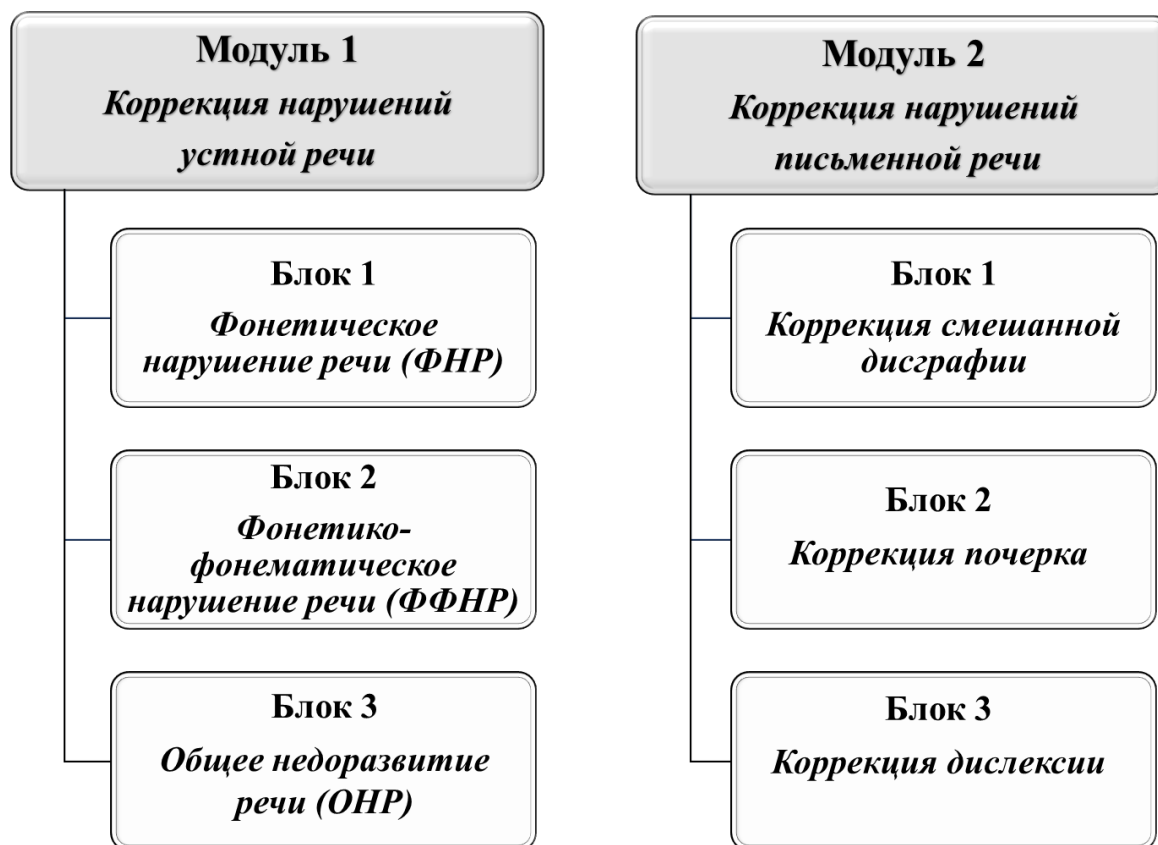 Модуль 1
Коррекция нарушений
устной речи
Блок 1
Фонетическое
нарушение речи (ФНР)
Блок 2
Фонетико-
фонематическое
нарушение речи (ФФНР)
Блок 3
Общее недоразвитие
речи (ОНР)
Модуль 2
Коррекция нарушений
письменной речи
Блок 1
Коррекция смешанной
дисграфии
Блок 2
Коррекция почерка
Блок 3
Коррекция дислексии